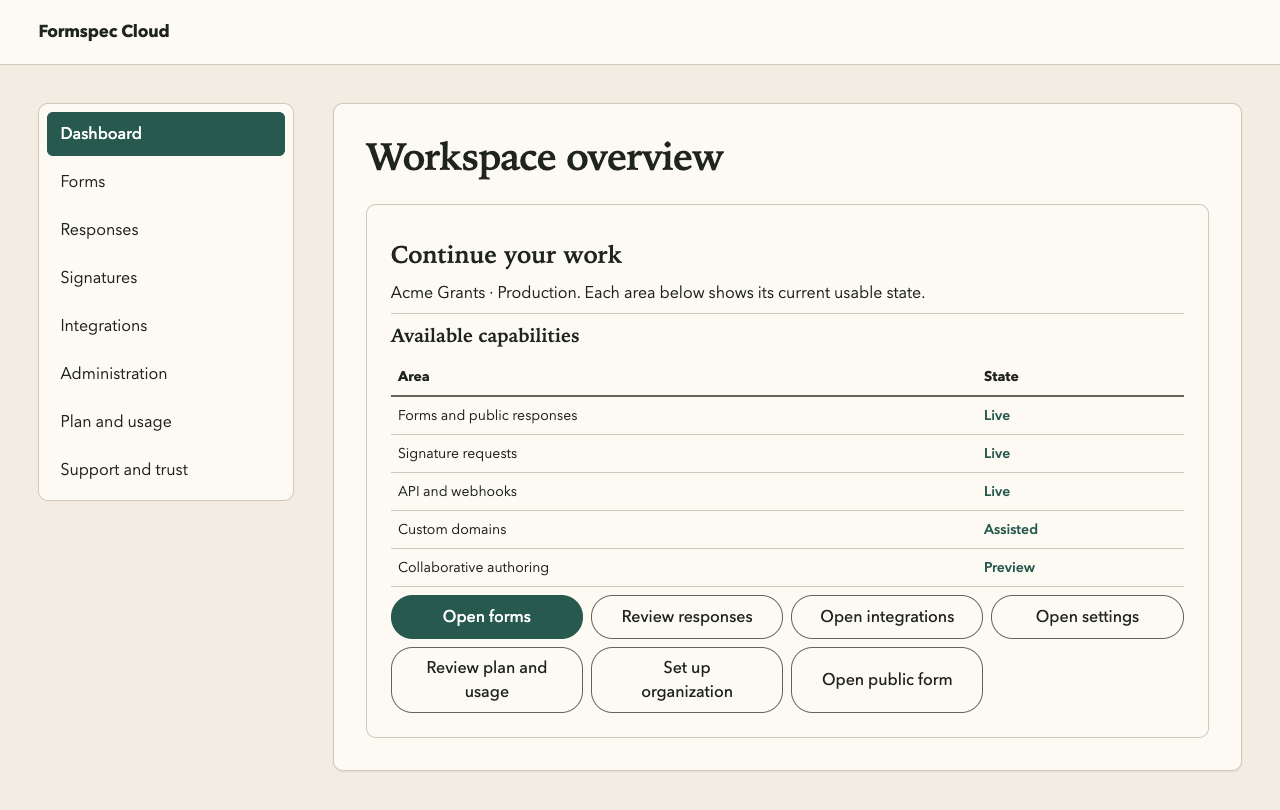 Formspec Cloud
Dashboard
Forms
Responses
Signatures
Integrations
Administration
Plan and usage
Support and trust
Workspace overview
Continue your work
Acme Grants · Production. Each area below shows its current usable state.
Available capabilities
Area State
Forms and public responses Live
Signature requests Live
API and webhooks Live
Custom domains Assisted
Collaborative authoring Preview
Open forms Review responses Open integrations Open settings
Review plan and usage
Set up organization
Open public form